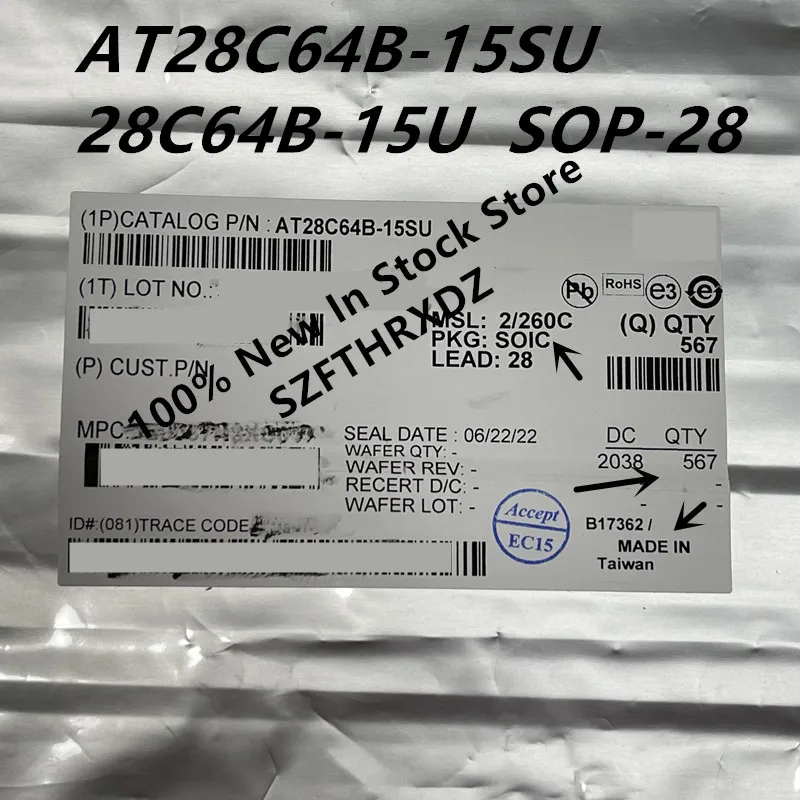 AT28C64B-15SU
28C64B-15U SOP-28
100% New In Stock Store
SZFTHRXDZ
(1P)CATALOG P/N : AT28C64B-15SU
(1T) LOT NO.:
Pb RoHS e3 e
MSL: 2/260C
PKG: SOIC
LEAD: 28
(Q) QTY
567
(P) CUST.P/N
MPC
SEAL DATE : 06/22/22
WAFER QTY: -
WAFER REV: -
RECERT D/C: -
WAFER LOT: -
DC QTY
2038 567
-
- -
Accept
EC15
B17362 /
MADE IN
Taiwan
ID#:(081)TRACE CODE